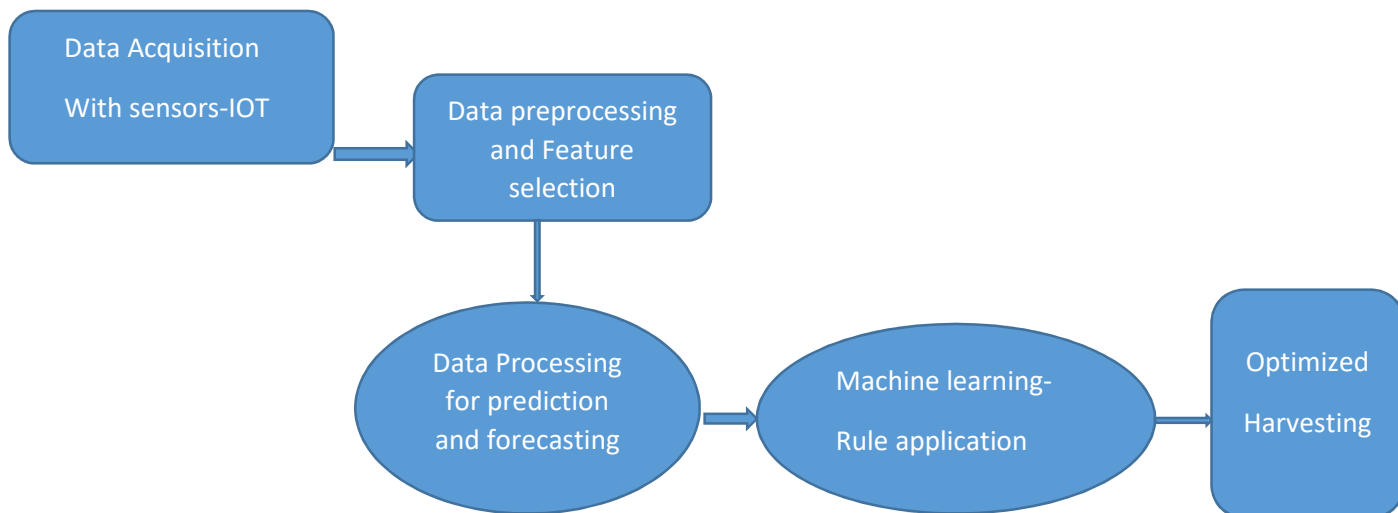 Data Acquisition
With sensors-IOT
Data preprocessing
and Feature
selection
Data Processing
for prediction
and forecasting
Machine learning-
Rule application
Optimized
Harvesting